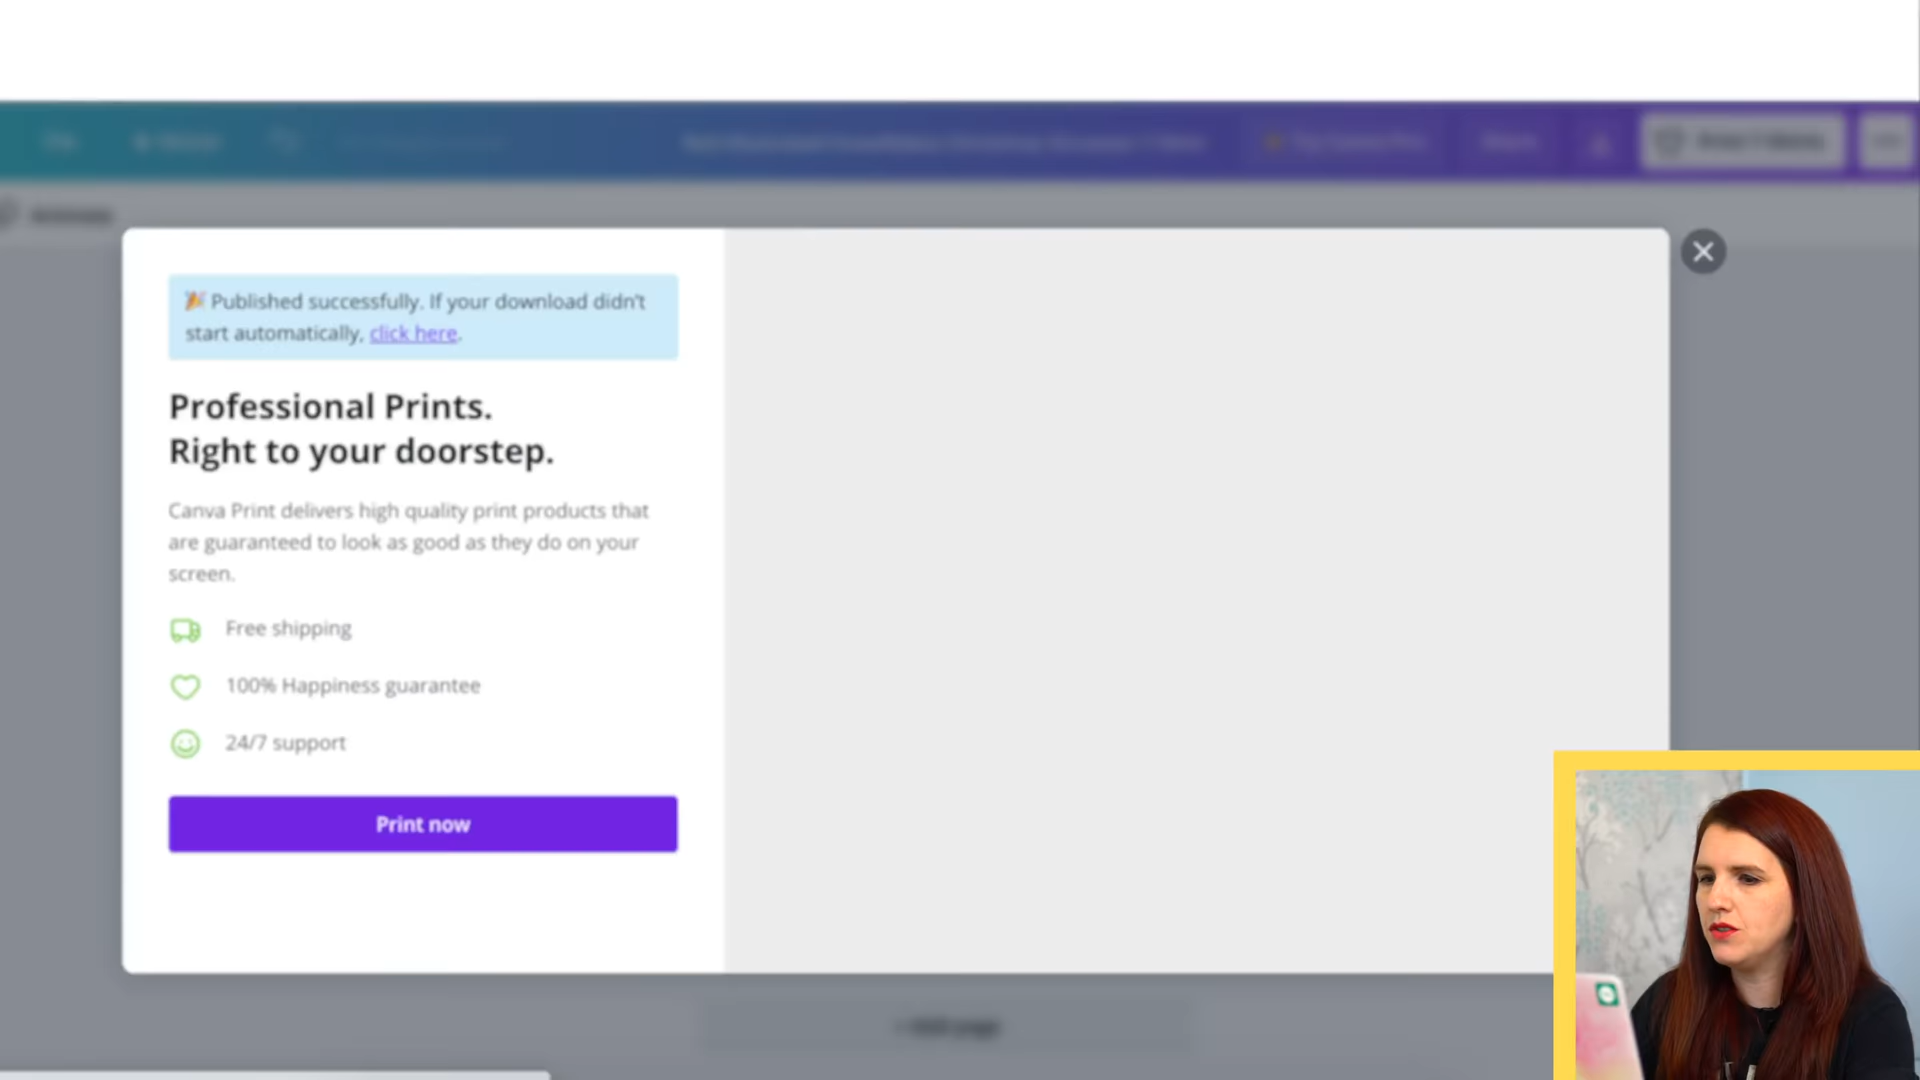 🎉 Published successfully. If your download didn't
start automatically, click here.
Professional Prints.
Right to your doorstep.
Canva Print delivers high quality print products that
are guaranteed to look as good as they do on your
screen.
Free shipping
100% Happiness guarantee
24/7 support
Print now
+ Add page